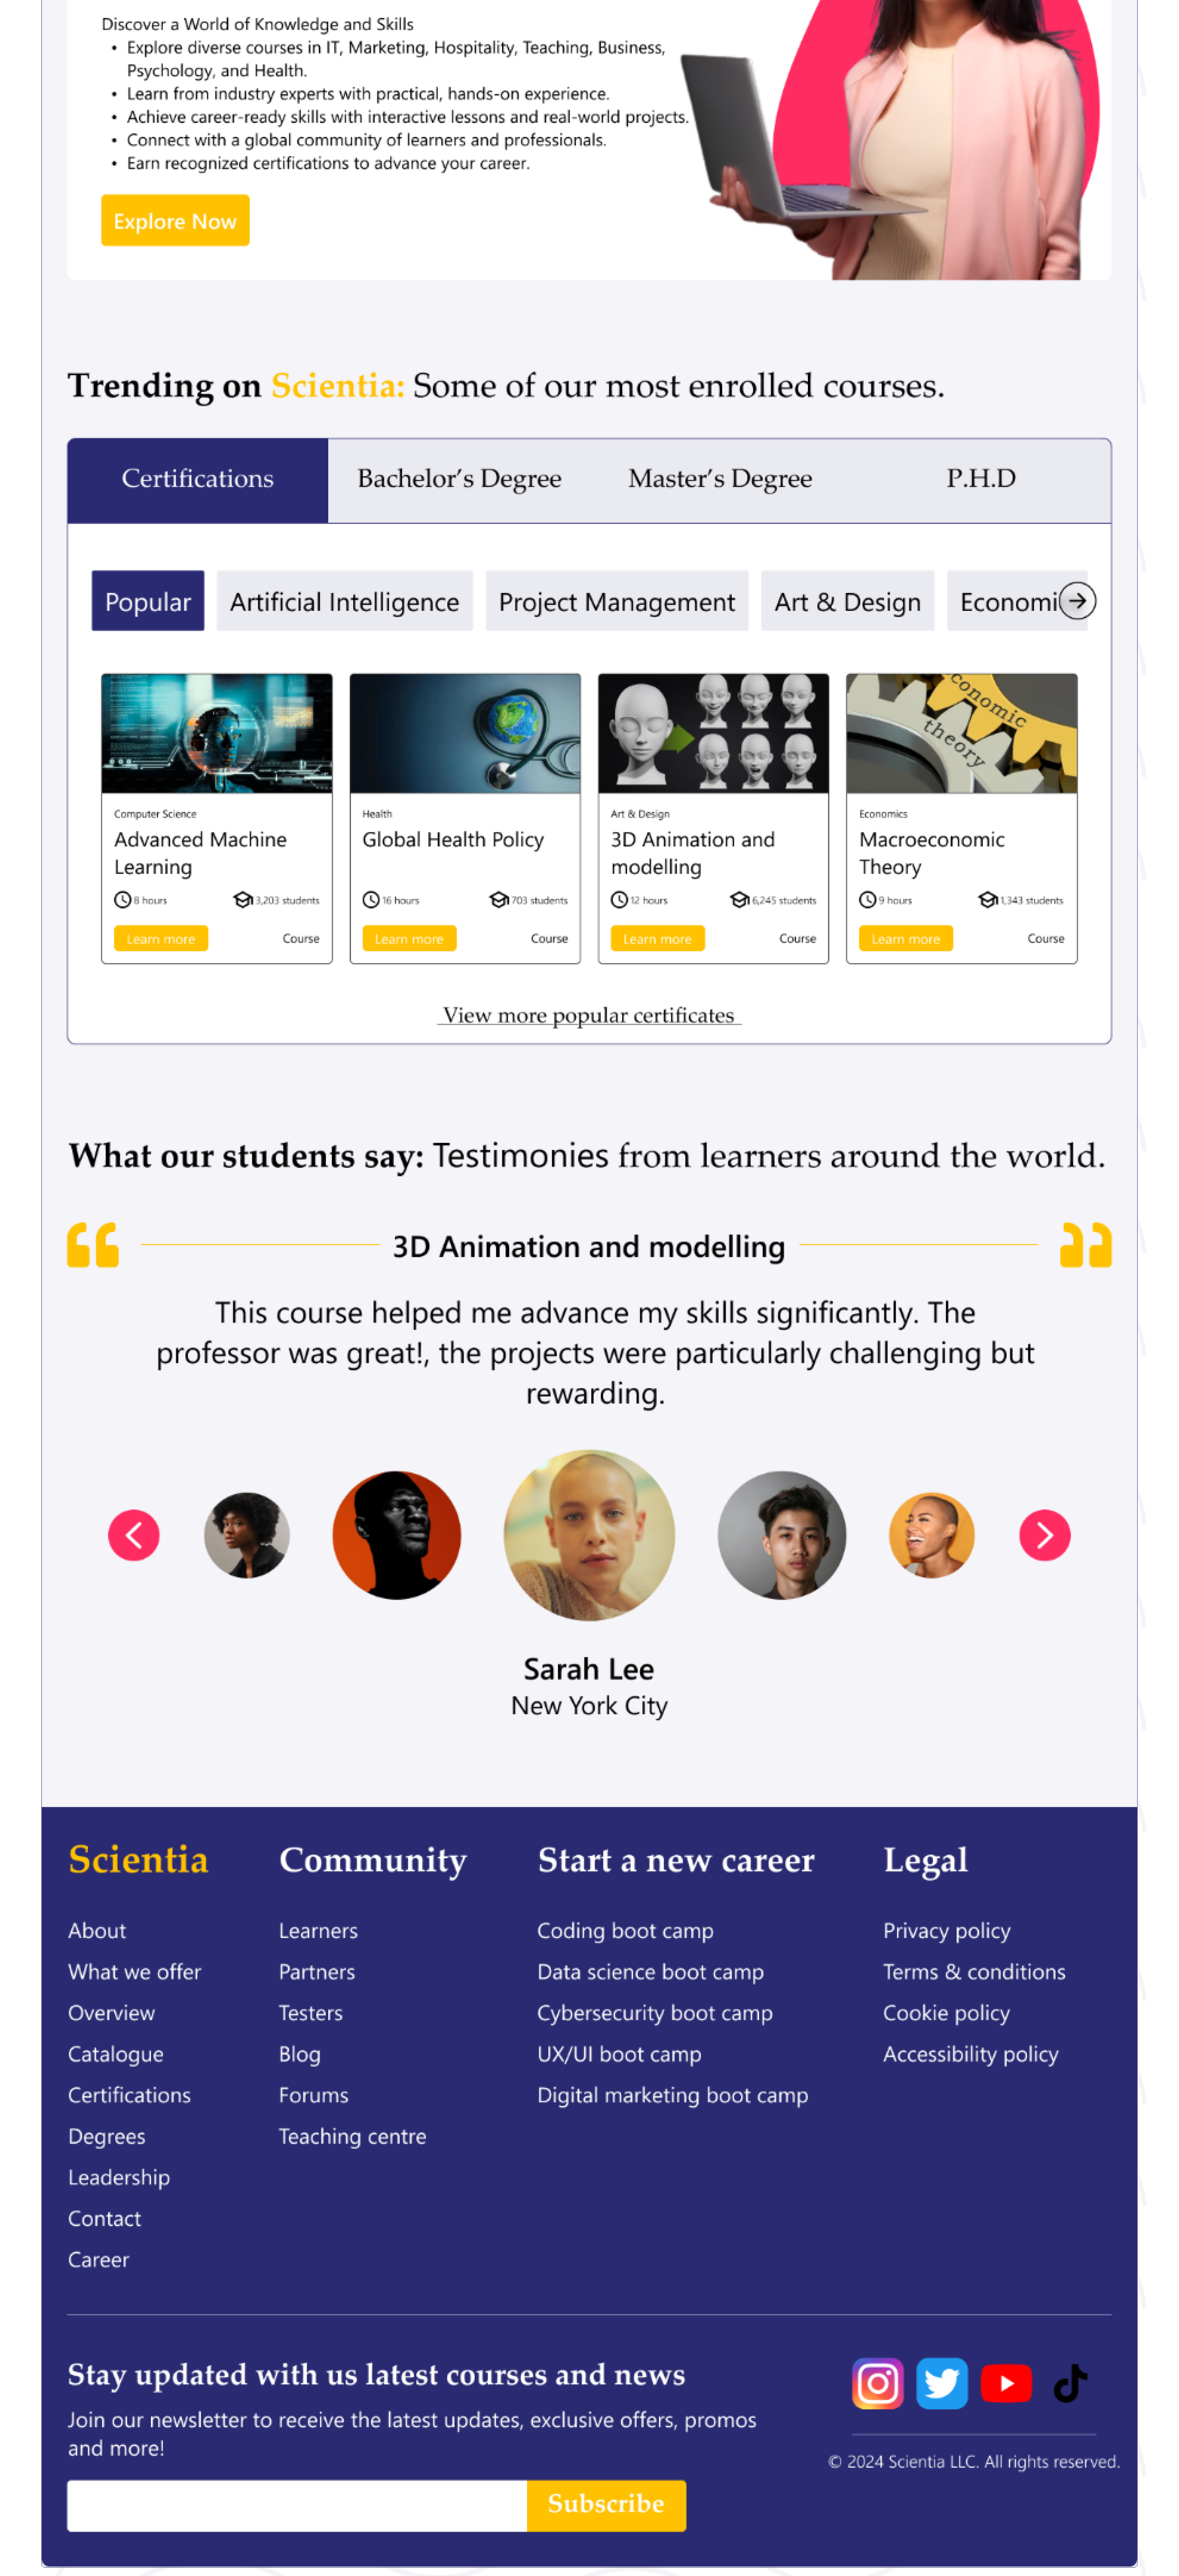 Discover a World of Knowledge and Skills
• Explore diverse courses in IT, Marketing, Hospitality, Teaching, Business,
Psychology, and Health.
• Learn from industry experts with practical, hands-on experience.
• Achieve career-ready skills with interactive lessons and real-world projects.
• Connect with a global community of learners and professionals.
• Earn recognized certifications to advance your career.
Explore Now
Trending on Scientia: Some of our most enrolled courses.
Certifications Bachelor's Degree Master's Degree P.H.D
Popular Artificial Intelligence Project Management Art & Design Economi
conomic
theory
Computer Science
Advanced Machine
Learning
8 hours 3,203 students
Learn more Course
Health
Global Health Policy
16 hours 703 students
Learn more Course
Art & Design
3D Animation and
modelling
12 hours 6,245 students
Learn more Course
Economics
Macroeconomic
Theory
9 hours 1,343 students
Learn more Course
View more popular certificates
What our students say: Testimonies from learners around the world.
3D Animation and modelling
This course helped me advance my skills significantly. The
professor was great!, the projects were particularly challenging but
rewarding.
Sarah Lee
New York City
Scientia
About
What we offer
Overview
Catalogue
Certifications
Degrees
Leadership
Contact
Career
Community
Learners
Partners
Testers
Blog
Forums
Teaching centre
Start a new career
Coding boot camp
Data science boot camp
Cybersecurity boot camp
UX/UI boot camp
Digital marketing boot camp
Legal
Privacy policy
Terms & conditions
Cookie policy
Accessibility policy
Stay updated with us latest courses and news
Join our newsletter to receive the latest updates, exclusive offers, promos
and more!
Subscribe
© 2024 Scientia LLC. All rights reserved.